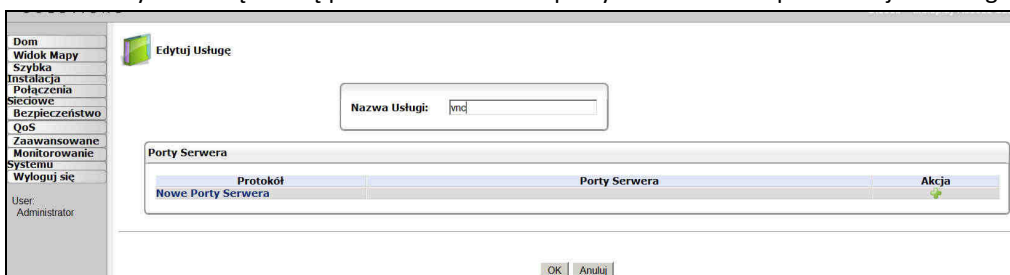 Dom
Widok Mapy
Szybka
Instalacja
Połączenia
Sieciowe
Bezpieczeństwo
QoS
Zaawansowane
Monitorowanie
Systemu
Wyloguj się
User:
Administrator
Edytuj Usługę
Nazwa Usługi: vnc
Porty Serwera
Protokół Porty Serwera Akcja
Nowe Porty Serwera
OK Anuluj